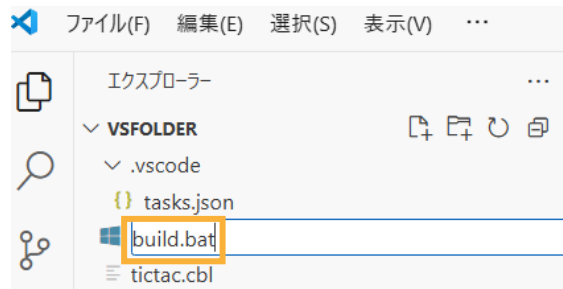 ファイル(F) 編集(E) 選択(S) 表示(V) …
エクスプローラー …
VSFOLDER
.vscode
{} tasks.json
build.bat
tictac.cbl